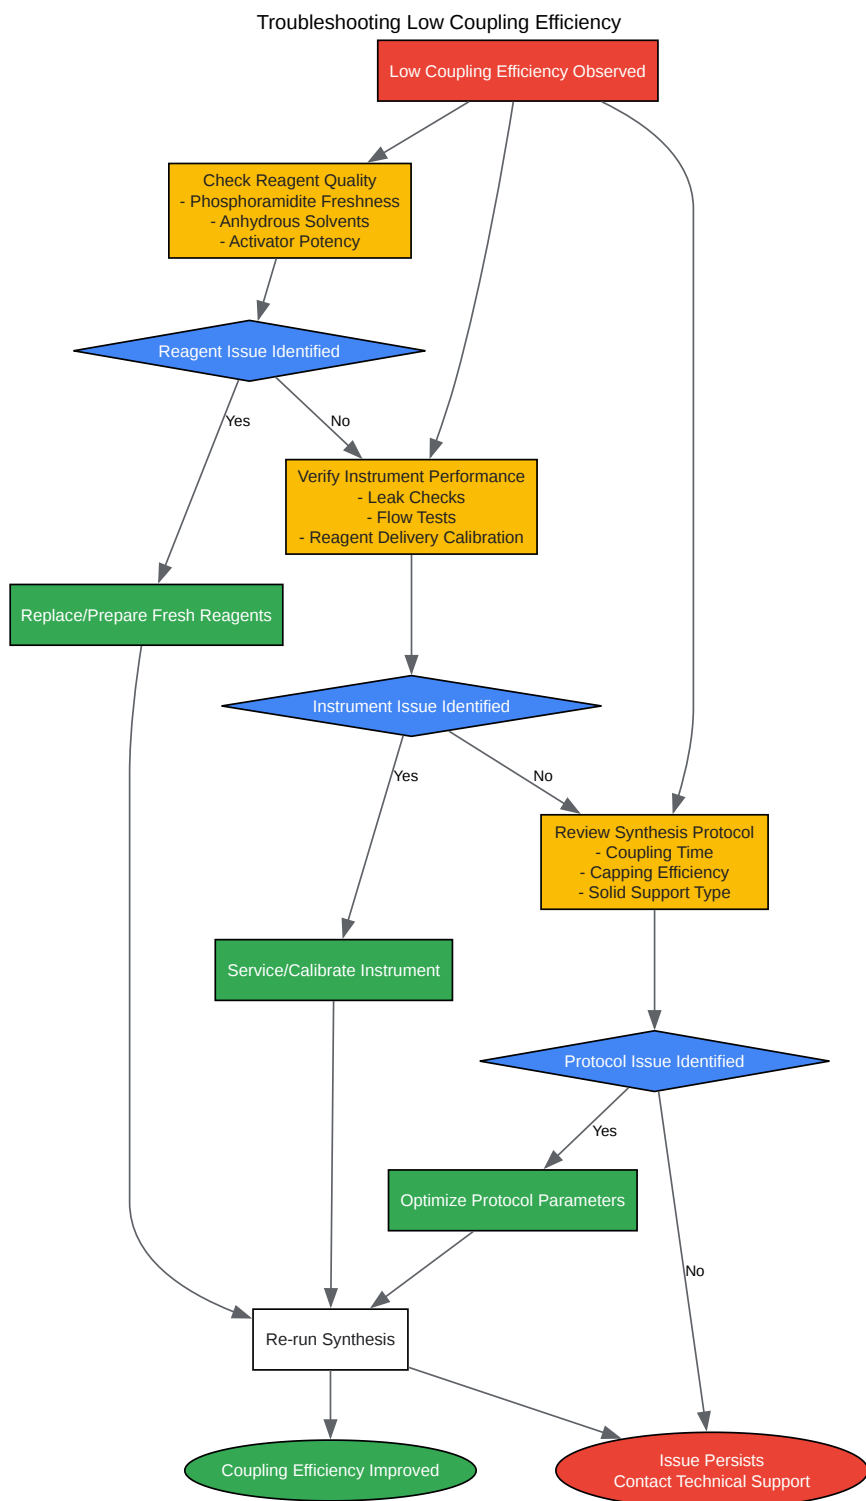 Troubleshooting Low Coupling Efficiency
Low Coupling Efficiency Observed
Check Reagent Quality
- Phosphoramidite Freshness
- Anhydrous Solvents
- Activator Potency
Reagent Issue Identified
Yes
No
Verify Instrument Performance
- Leak Checks
- Flow Tests
- Reagent Delivery Calibration
Replace/Prepare Fresh Reagents
Instrument Issue Identified
Yes
No
Review Synthesis Protocol
- Coupling Time
- Capping Efficiency
- Solid Support Type
Service/Calibrate Instrument
Protocol Issue Identified
Yes
Optimize Protocol Parameters
No
Re-run Synthesis
Coupling Efficiency Improved
Issue Persists
Contact Technical Support